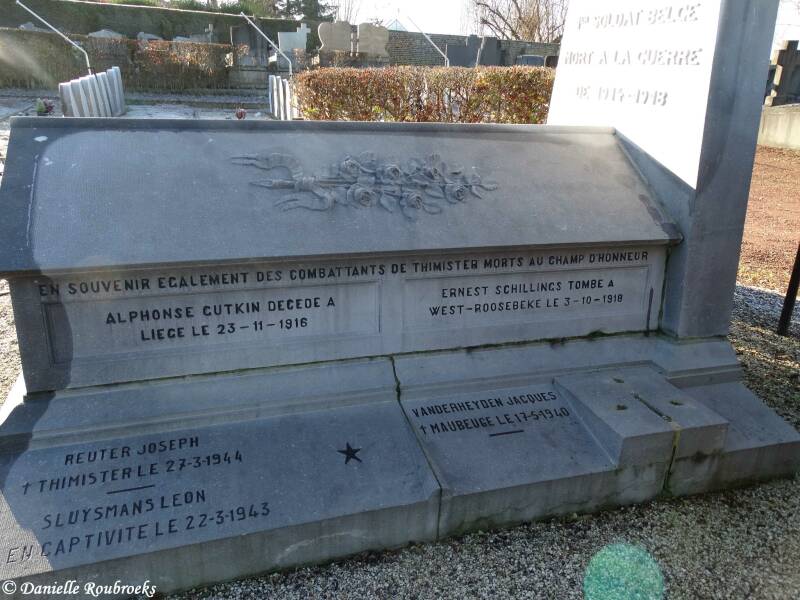 1er SOLDAT BELGE
MORT A LA GUERRE
DE 1914-1918
EN SOUVENIR EGALEMENT DES COMBATTANTS DE THIMISTER MORTS AU CHAMP D'HONNEUR
ALPHONSE GUTKIN DECEDE A
LIEGE LE 23-11-1916
ERNEST SCHILLINGS TOMBE A
WEST-ROOSEBEKE LE 3-10-1918
REUTER JOSEPH
† THIMISTER LE 27-3-1944
SLUYSMANS LEON
EN CAPTIVITE LE 22-3-1943
VANDERHEYDEN JACQUES
† MAUBEUGE LE 17-5-1940
© Danielle Roubroeks